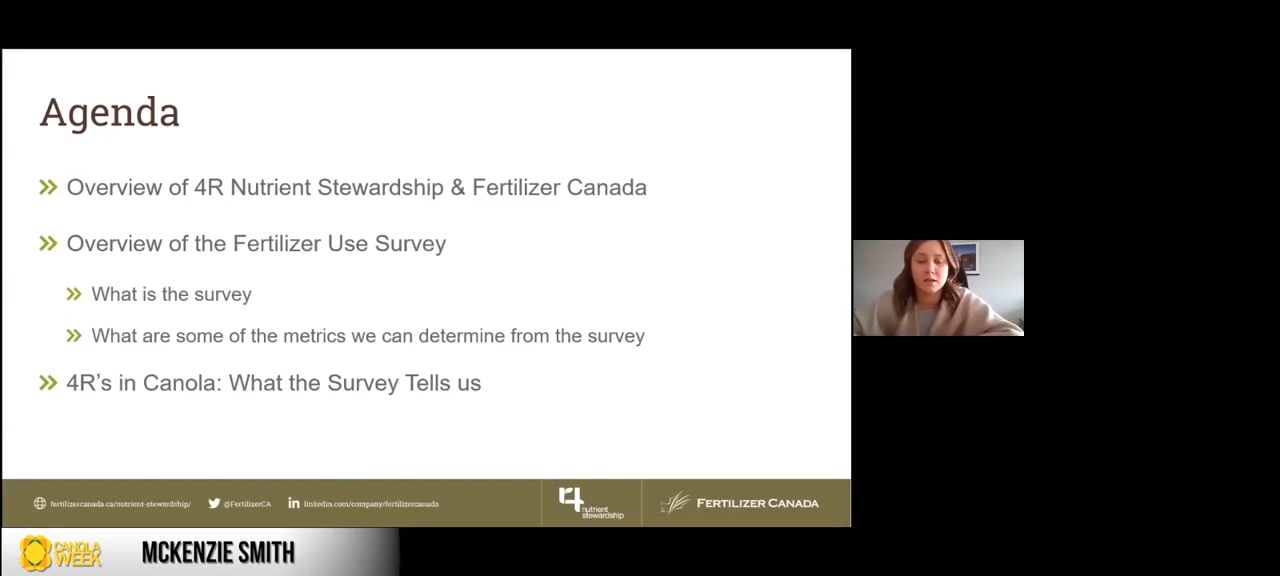 Agenda
Overview of 4R Nutrient Stewardship & Fertilizer Canada
Overview of the Fertilizer Use Survey
What is the survey
What are some of the metrics we can determine from the survey
4R's in Canola: What the Survey Tells us
fertilizercanada.ca/nutrient-stewardship/ @FertilizerCA linkedin.com/company/fertilizercanada
r4 nutrient stewardship
FERTILIZER CANADA
CANOLA WEEK
MCKENZIE SMITH